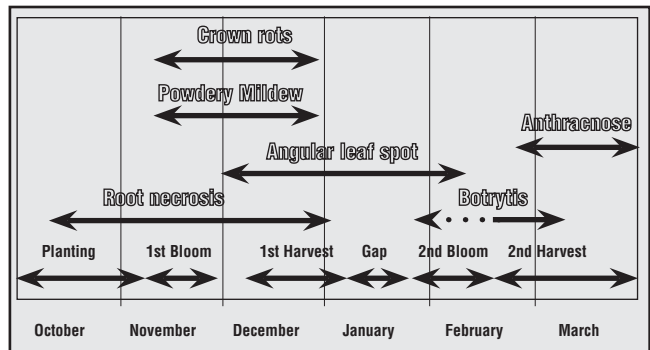 Crown rots
Powdery Mildew
Anthracnose
Angular leaf spot
Root necrosis Botrytis
Planting 1st Bloom 1st Harvest Gap 2nd Bloom 2nd Harvest
October November December January February March